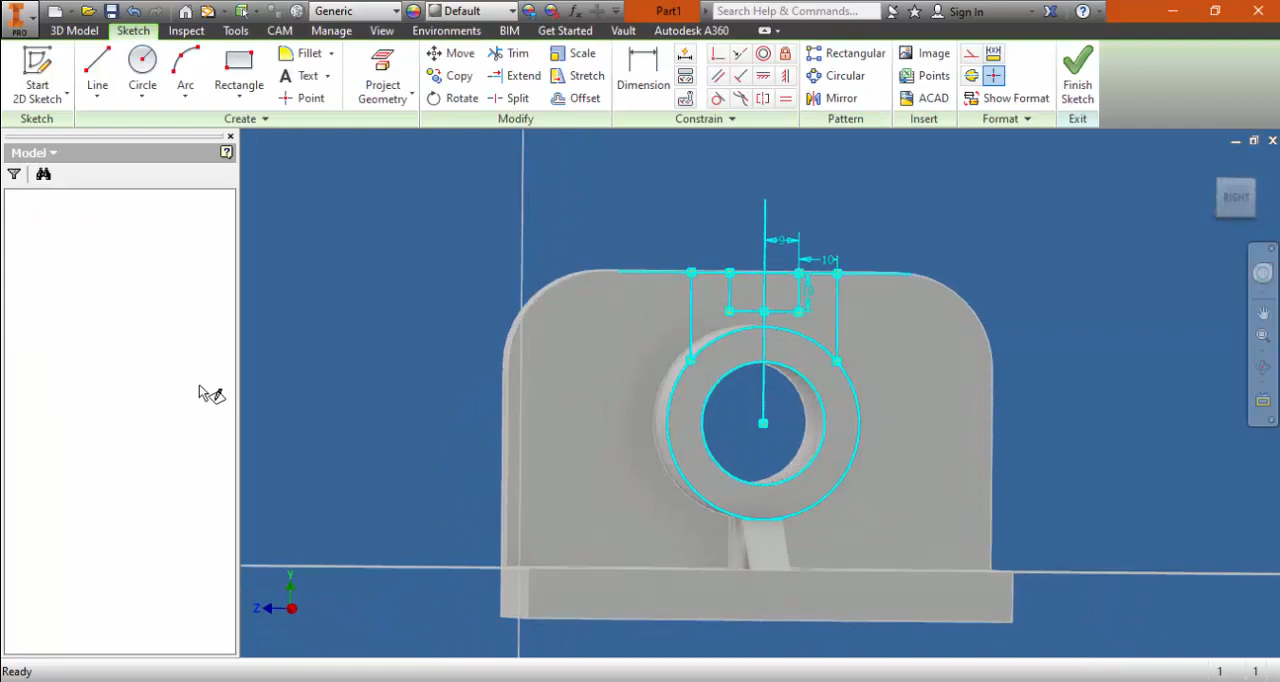 Generic
Default
Part1
Search Help & Commands...
Sign In
PRO
3D Model
Sketch
Inspect
Tools
CAM
Manage
View
Environments
BIM
Get Started
Vault
Autodesk A360
Start
2D Sketch
Line
Circle
Arc
Rectangle
Fillet
Text
Point
Project
Geometry
Move
Copy
Rotate
Trim
Extend
Split
Scale
Stretch
Offset
Dimension
Rectangular
Circular
Mirror
Image
Points
ACAD
Show Format
Finish
Sketch
Sketch
Create
Modify
Constrain
Pattern
Insert
Format
Exit
Model
RIGHT
9
10
10
Y
Z
Ready
1
1